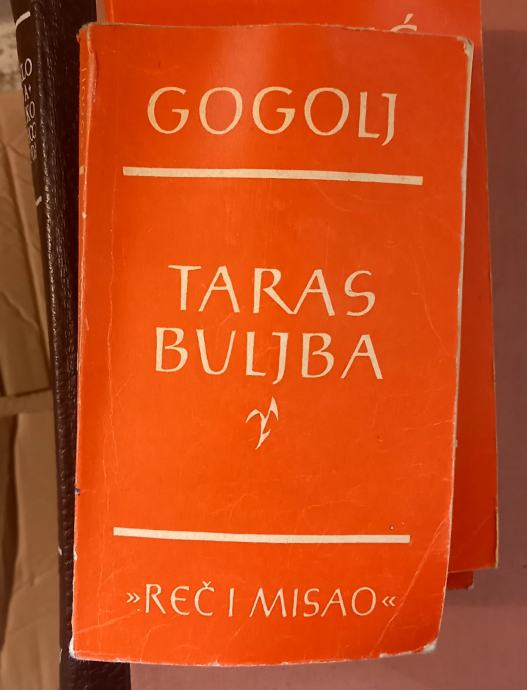 GOGOLJ
TARAS
BULJBA
»REČ I MISAO«